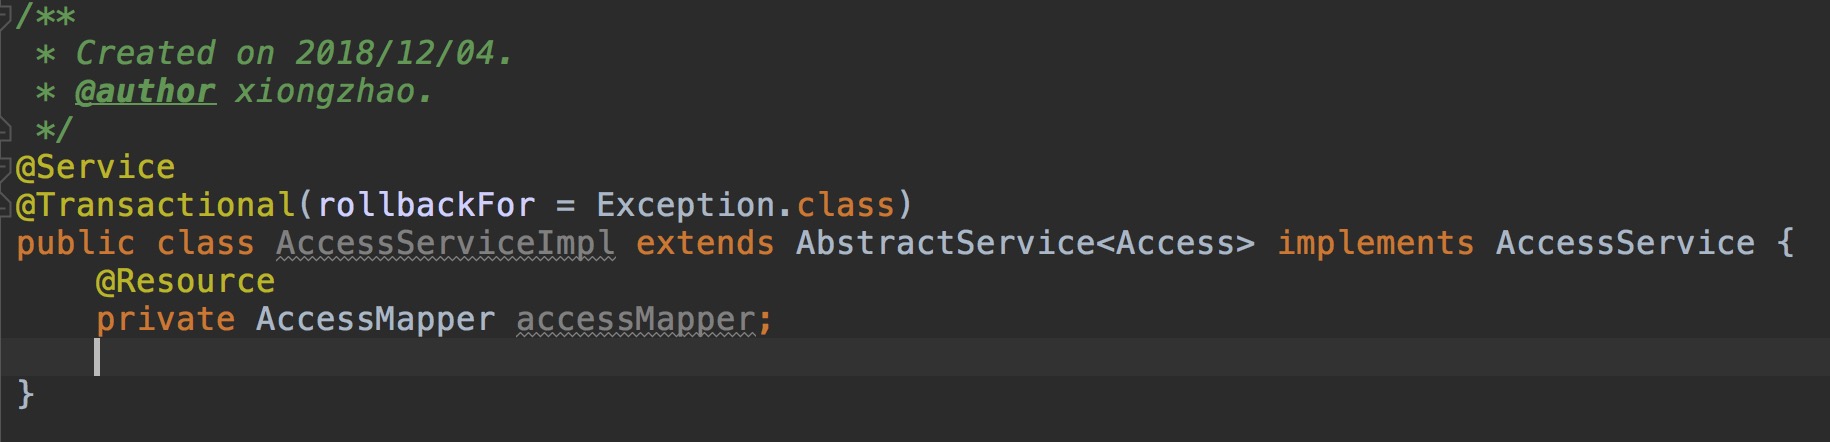 /**
 * Created on 2018/12/04.
 * @author xiongzhao.
 */
@Service
@Transactional(rollbackFor = Exception.class)
public class AccessServiceImpl extends AbstractService<Access> implements AccessService {
    @Resource
    private AccessMapper accessMapper;
}